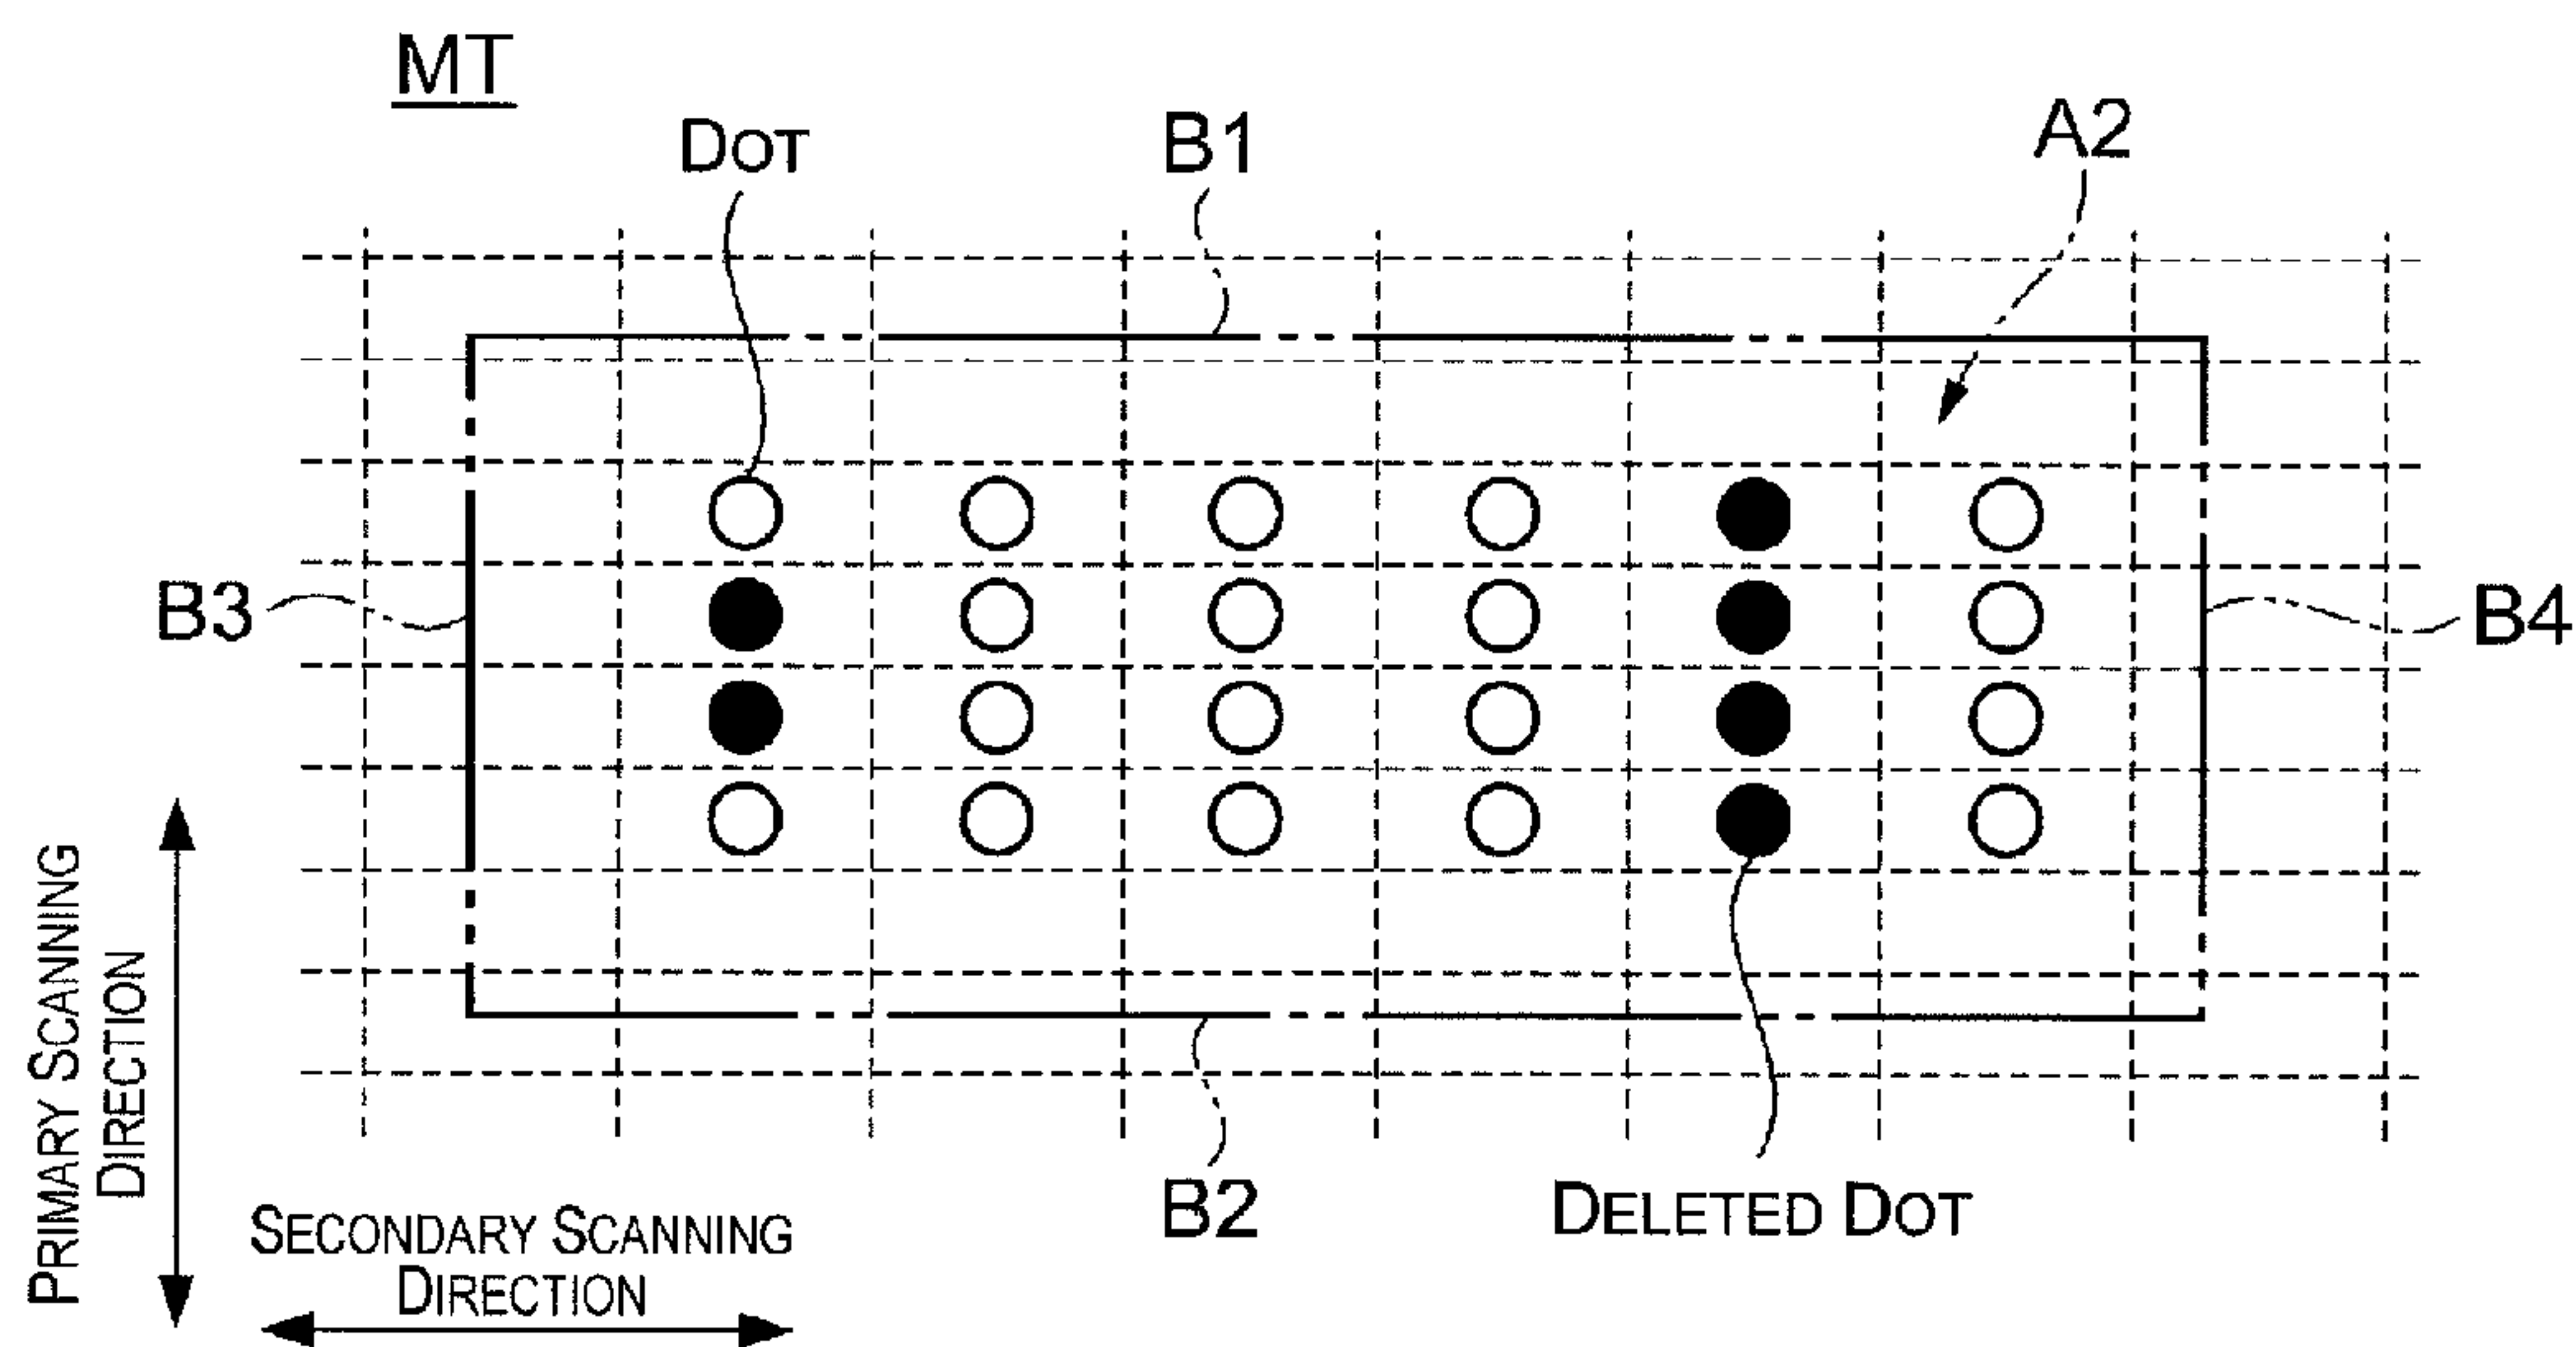 MT
DOT
B1
A2
B3
B4
PRIMARY SCANNING
DIRECTION
SECONDARY SCANNING
DIRECTION
B2
DELETED DOT